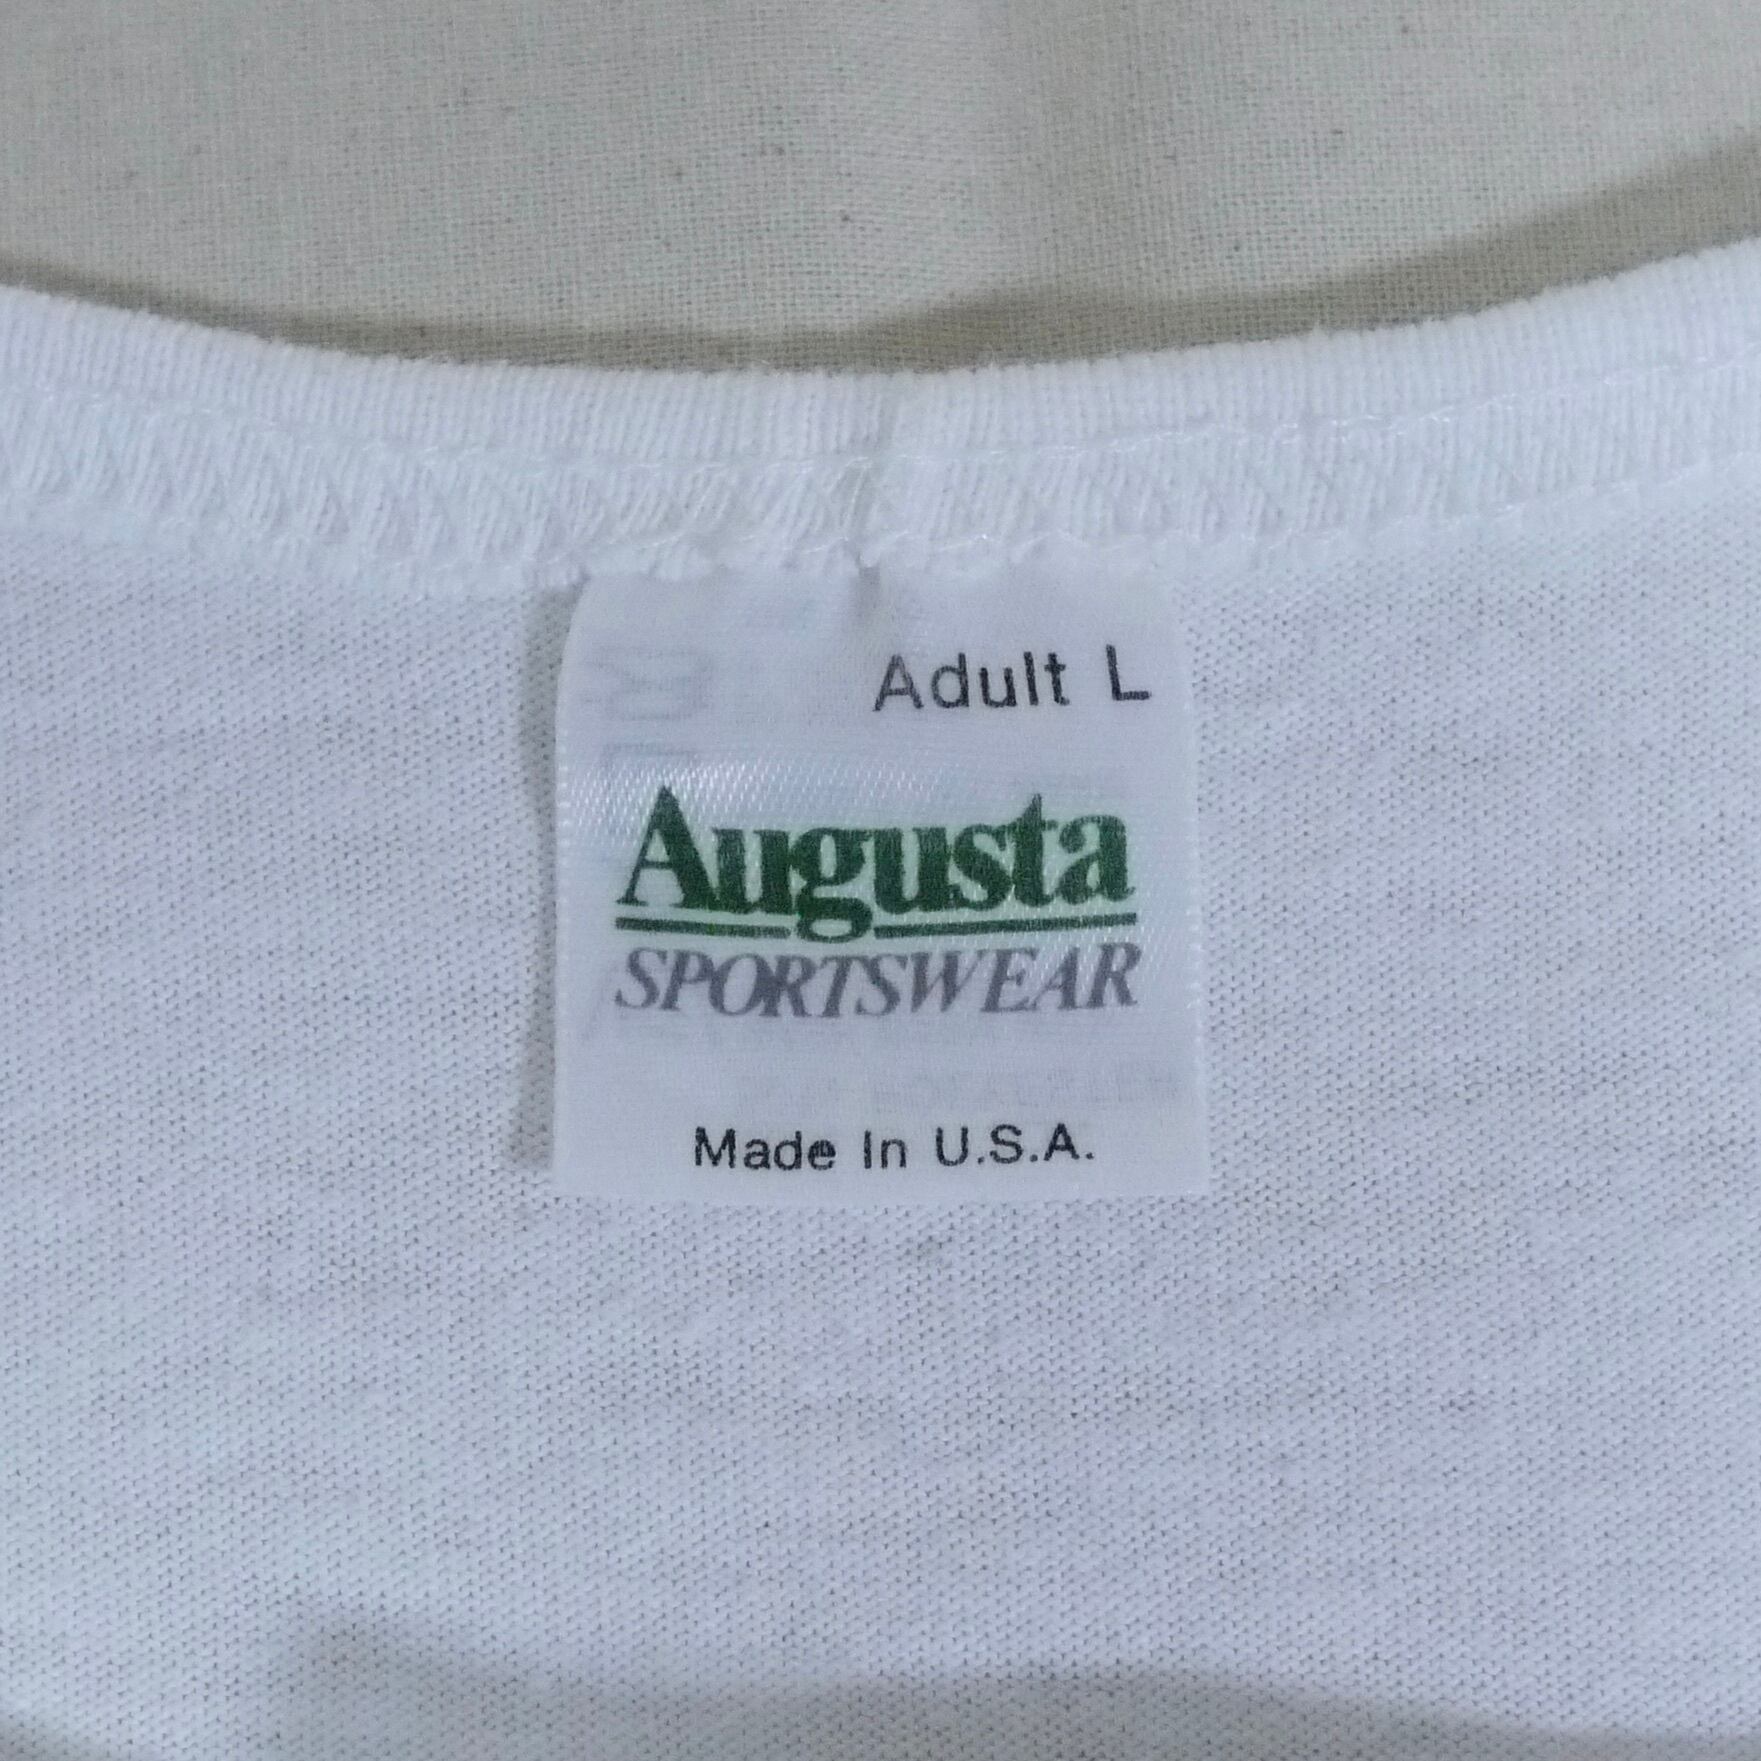 Adult L
Augusta
SPORTSWEAR
Made In U.S.A.